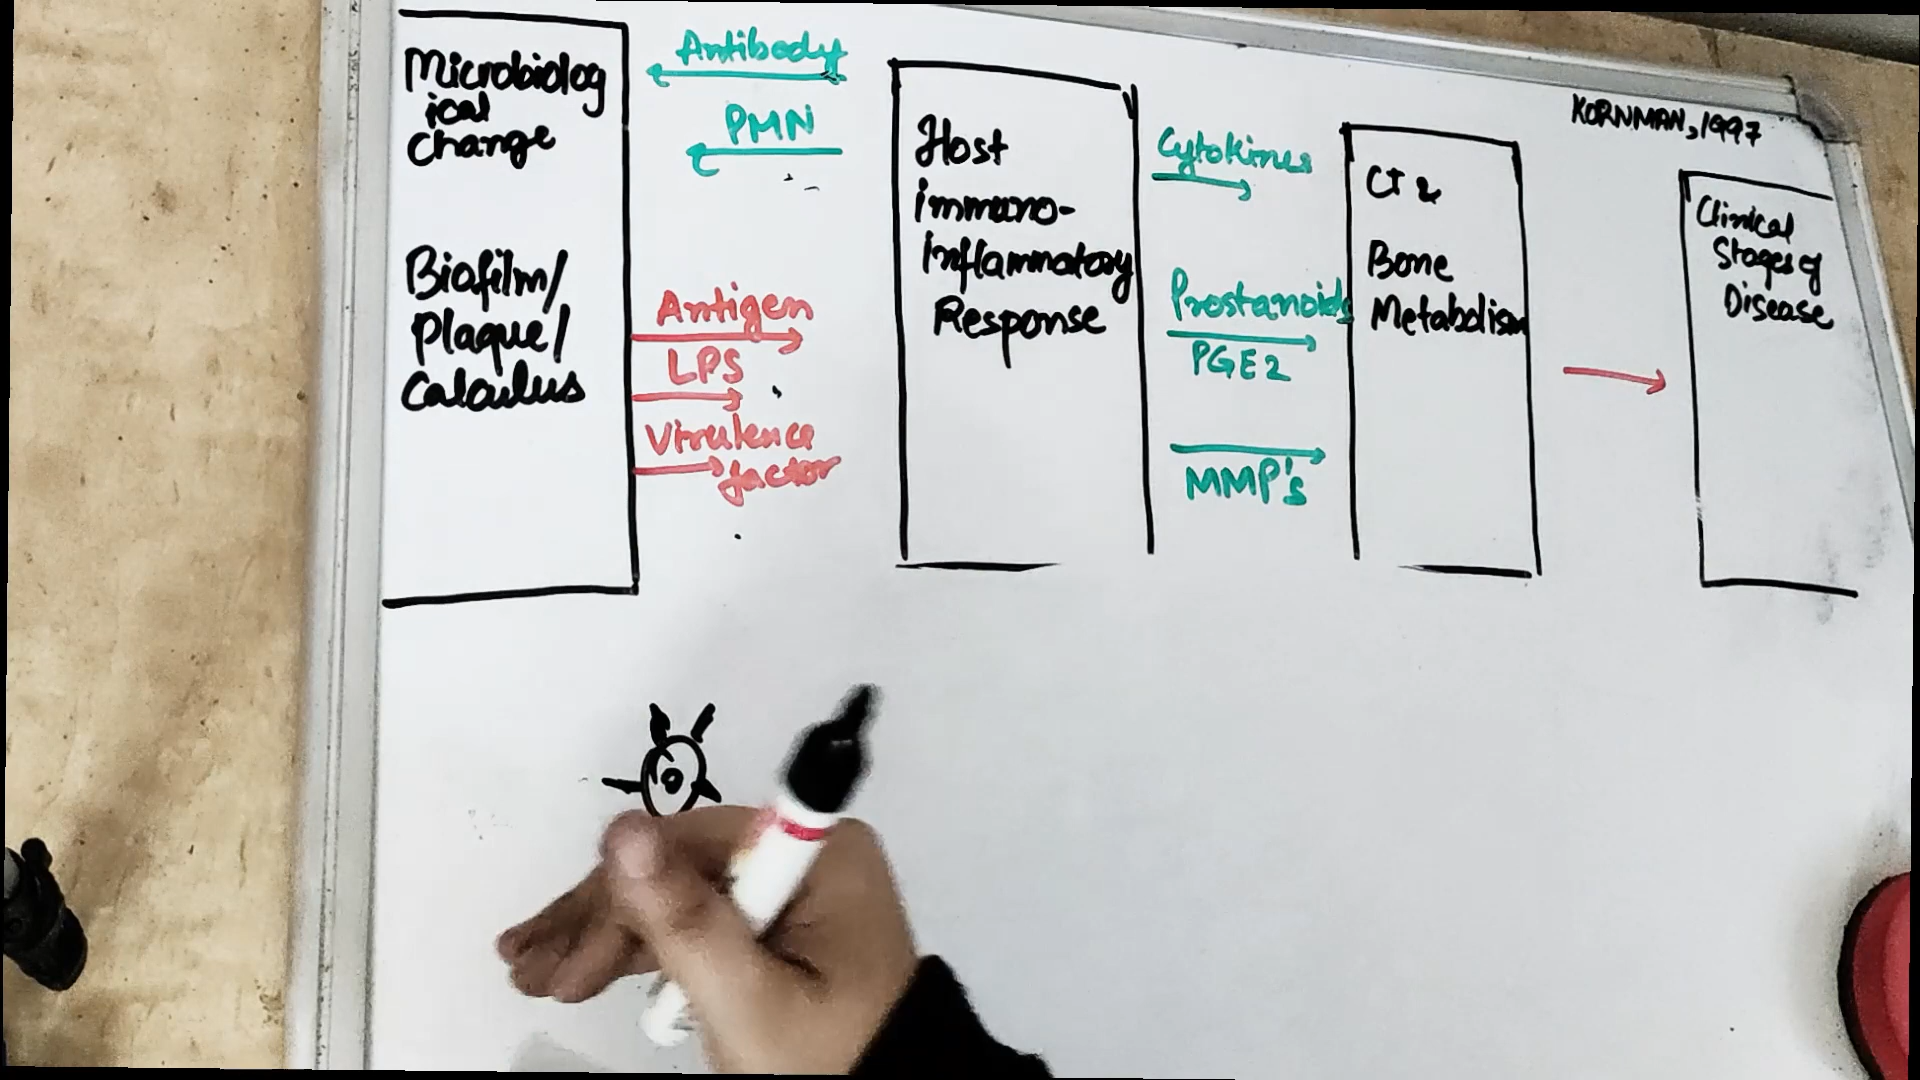 Microbiolog
ical
change
Biofilm/
Plaque/
Calculus
Antibody
PMN
Antigen
LPS
Virulence
factor
Host
immuno-
Inflammatory
Response
Cytokines
Prostanoids
PGE2
MMP's
CT &
Bone
Metabolism
KORNMAN, 1997
Clinical
Stages of
Disease